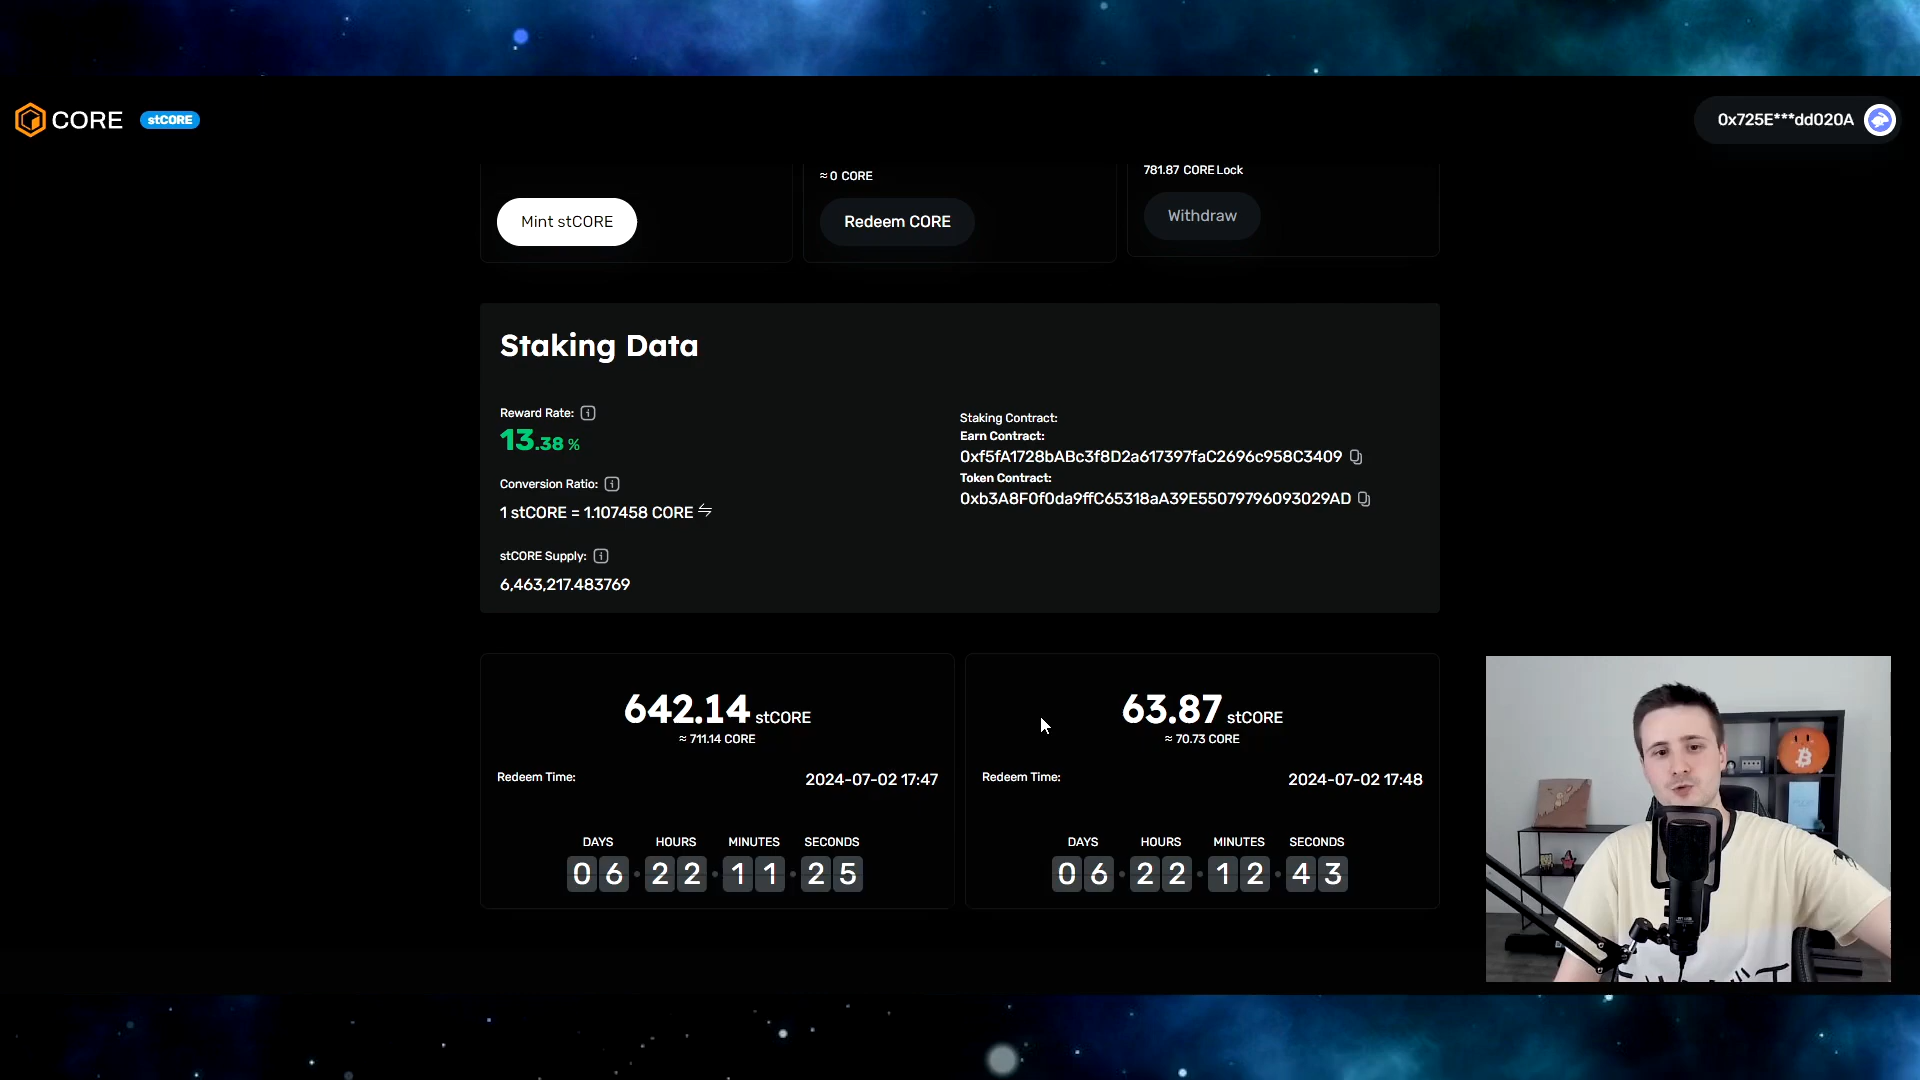 CORE stCORE
0x725E***dd020A
≈ 0 CORE
781.87 CORE Lock
Mint stCORE
Redeem CORE
Withdraw
Staking Data
Reward Rate:
13.38 %
Conversion Ratio:
1 stCORE = 1.107458 CORE
stCORE Supply:
6,463,217.483769
Staking Contract:
Earn Contract:
0xf5fA1728bABc3f8D2a617397faC2696c958C3409
Token Contract:
0xb3A8F0f0da9ffC65318aA39E55079796093029AD
642.14 stCORE
≈ 711.14 CORE
Redeem Time: 2024-07-02 17:47
DAYS HOURS MINUTES SECONDS
06 22 11 25
63.87 stCORE
≈ 70.73 CORE
Redeem Time: 2024-07-02 17:48
DAYS HOURS MINUTES SECONDS
06 22 12 43